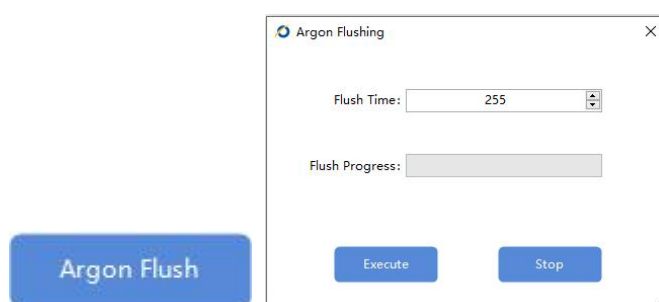 Argon Flushing
Flush Time: 255
Flush Progress:
Execute Stop
Argon Flush